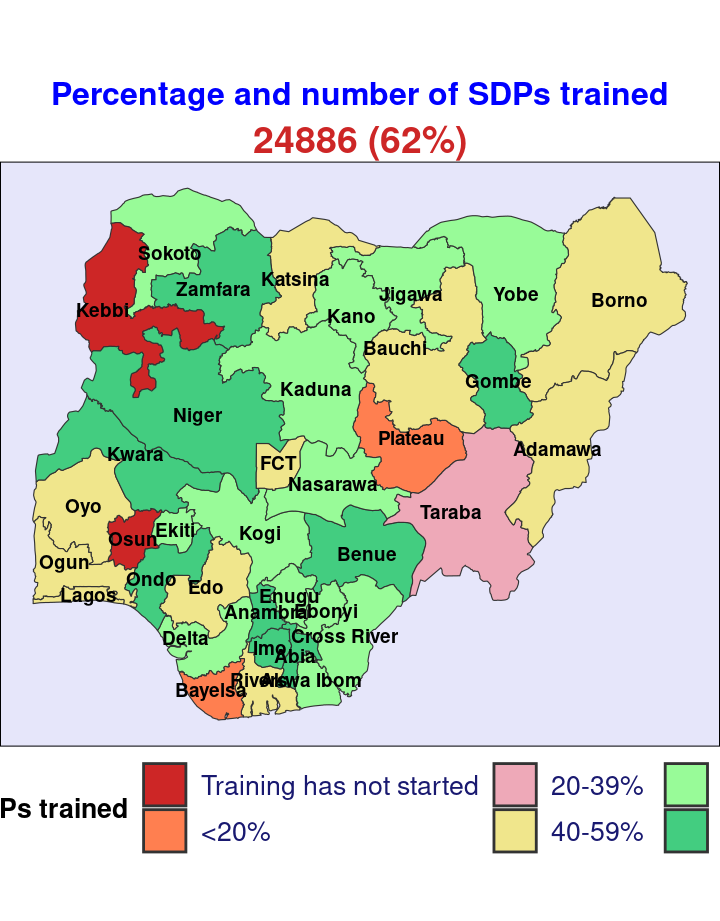 Percentage and number of SDPs trained
24886 (62%)
Sokoto
Katsina
Zamfara
Jigawa
Yobe
Borno
Kebbi
Kano
Bauchi
Gombe
Kaduna
Niger
Plateau
Adamawa
Kwara
FCT
Nasarawa
Oyo
Taraba
Ekiti
Kogi
Osun
Benue
Ogun
Ondo
Edo
Lagos
Enugu
Anambra
Ebonyi
Delta
Cross River
Imo
Abia
Rivers
Akwa Ibom
Bayelsa
Ps trained
Training has not started
20-39%
<20%
40-59%